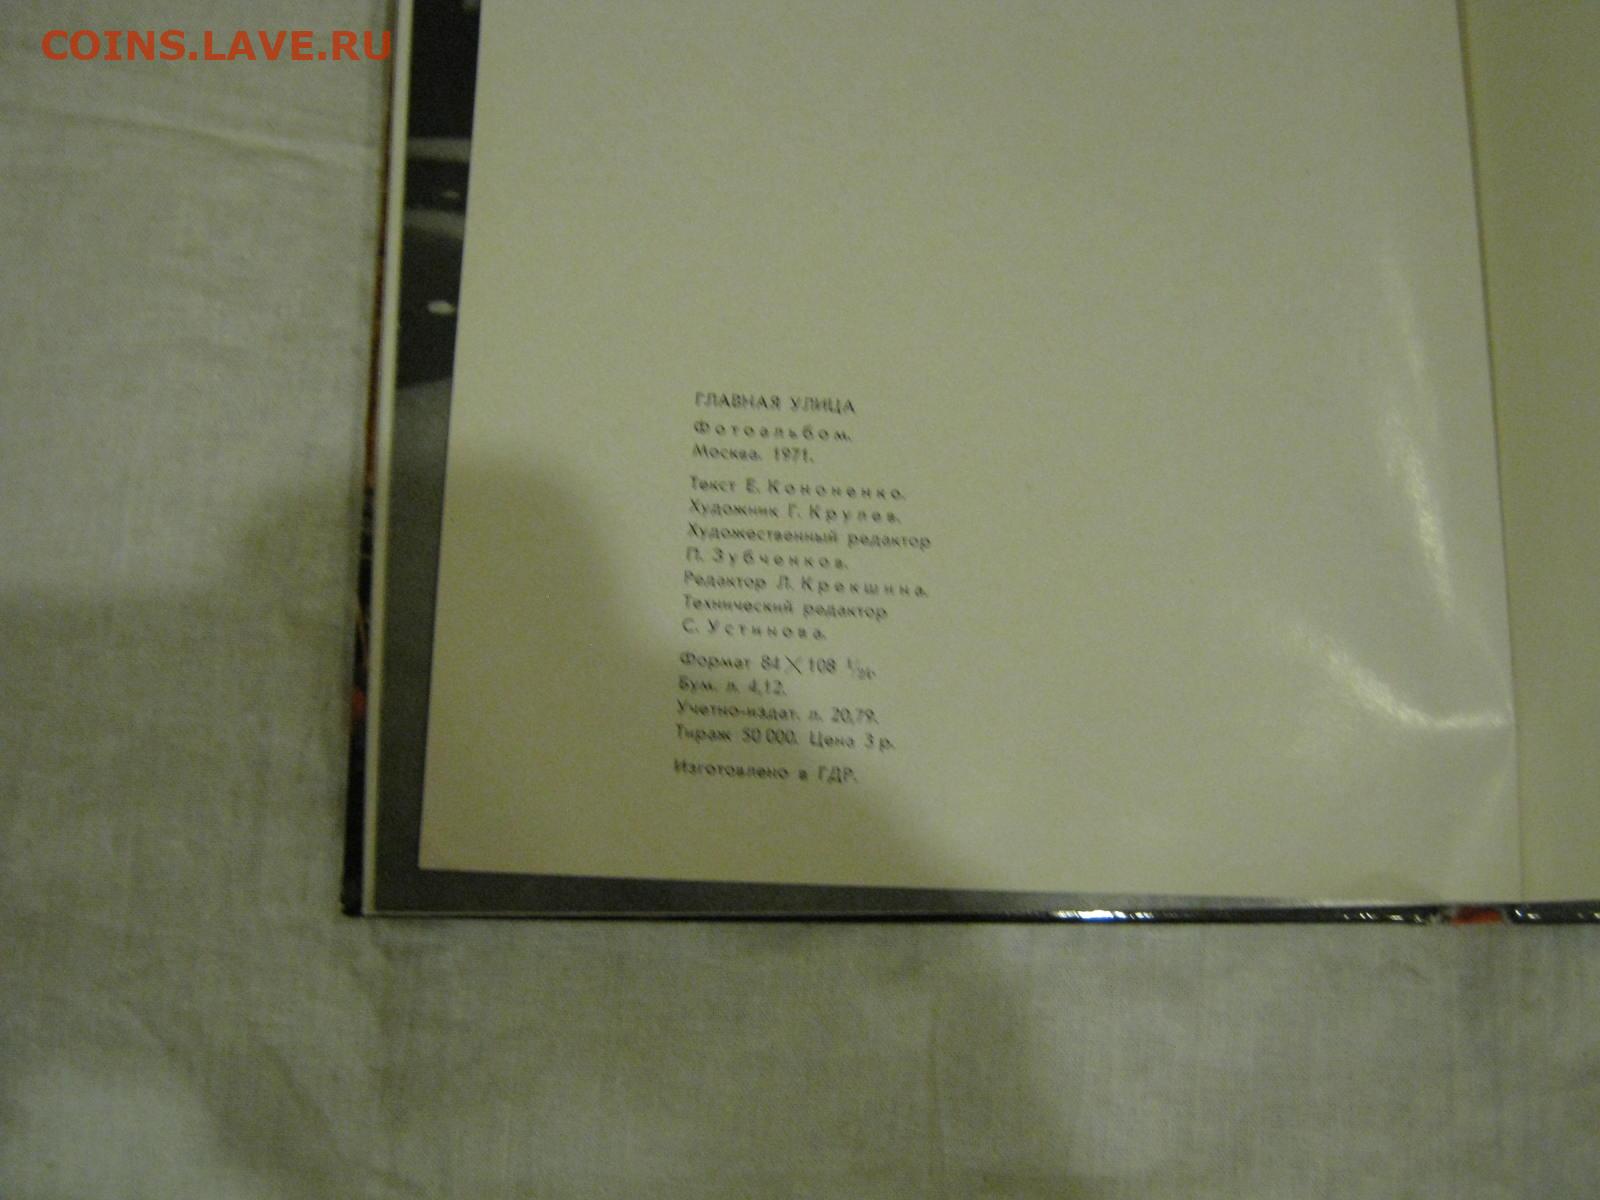 COINS.LAVE.RU
ГЛАВНАЯ УЛИЦА
Фотоальбом.
Москва. 1971.
Текст Е. Кононенко.
Художник Г. Крулев.
Художественный редактор
П. Зубченков.
Редактор Л. Крекшина.
Технический редактор
С. Устинова.
Формат 84×108
Бум. л. 4,12.
Учетно-издат. л. 20,79.
Тираж 50 000. Цена 3 р.
Изготовлено в ГДР.